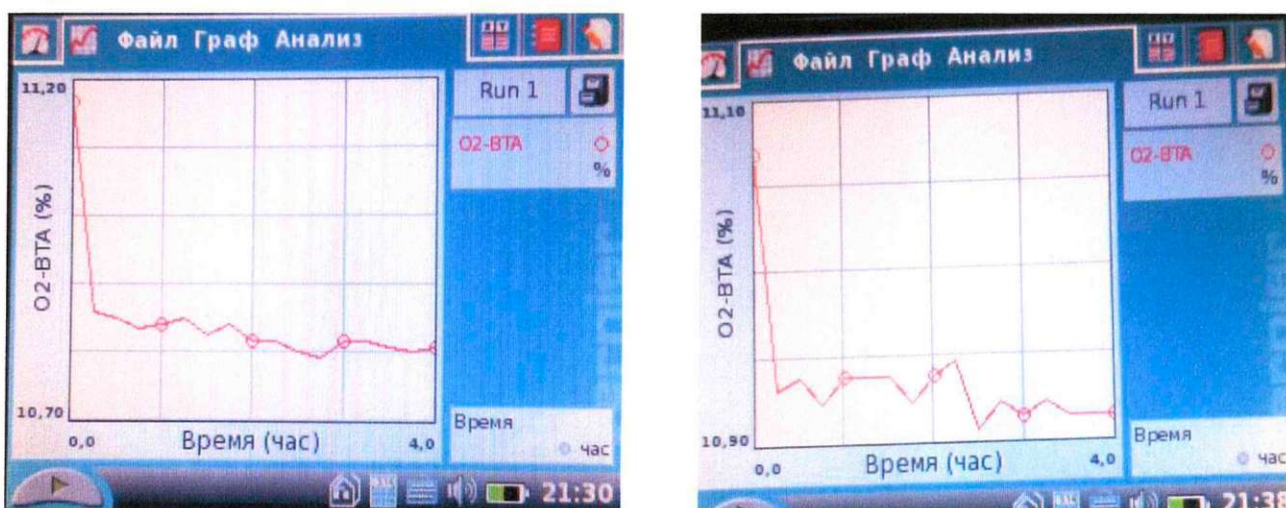 Файл Граф Анализ
11,20
Run 1
O2-BTA
%
O2-BTA (%)
10,70
0,0
Время (час)
4,0
Время
час
21:30
Файл Граф Анализ
11,10
Run 1
O2-BTA
%
O2-BTA (%)
10,90
0,0
Время (час)
4,0
Время
час
21:38